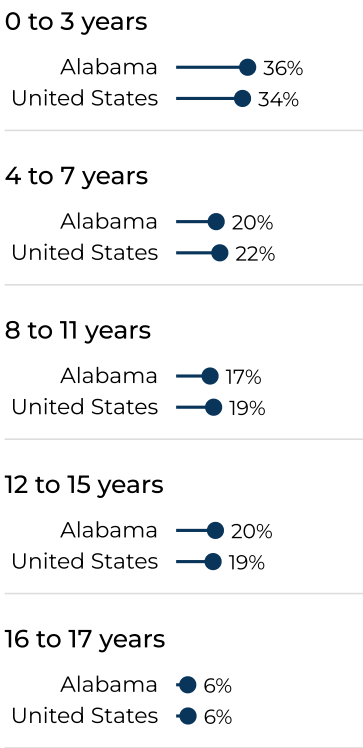 0 to 3 years
Alabama 36%
United States 34%
4 to 7 years
Alabama 20%
United States 22%
8 to 11 years
Alabama 17%
United States 19%
12 to 15 years
Alabama 20%
United States 19%
16 to 17 years
Alabama 6%
United States 6%